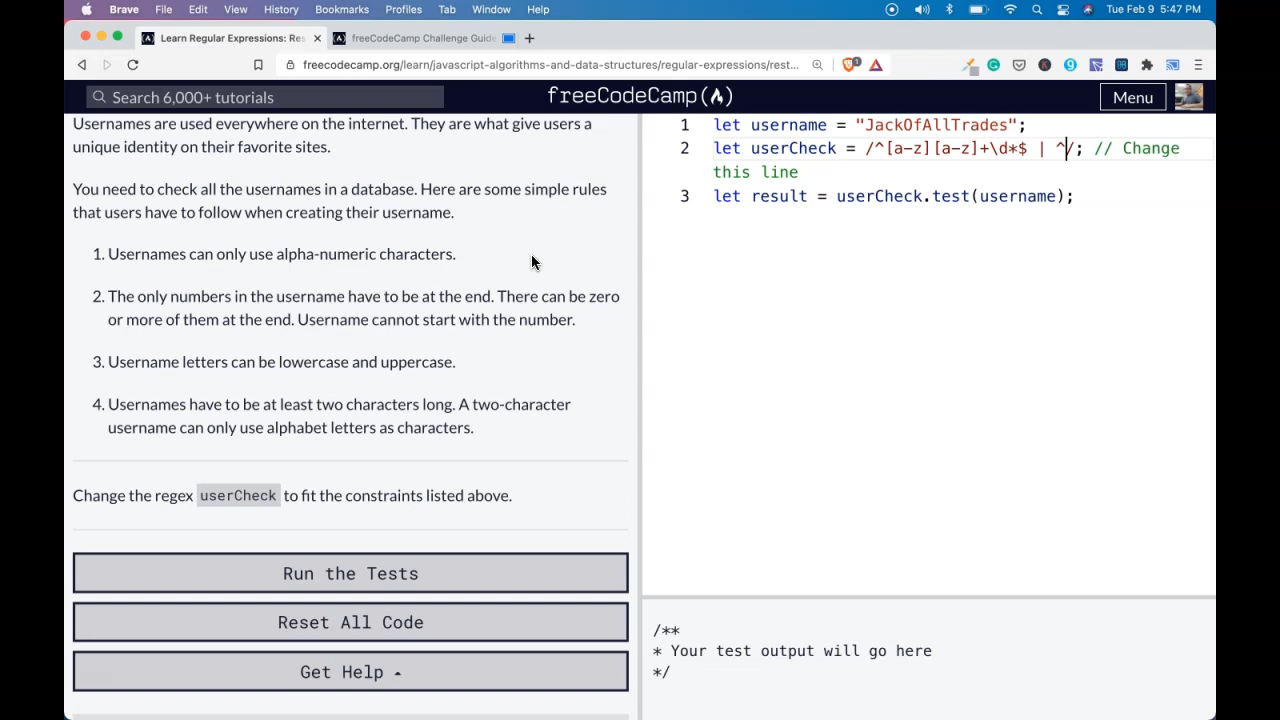 Brave File Edit View History Bookmarks Profiles Tab Window Help Tue Feb 9 5:47 PM
Learn Regular Expressions: Res freeCodeCamp Challenge Guide
freecodecamp.org/learn/javascript-algorithms-and-data-structures/regular-expressions/rest... 1
Search 6,000+ tutorials freeCodeCamp Menu
Usernames are used everywhere on the internet. They are what give users a
unique identity on their favorite sites.
You need to check all the usernames in a database. Here are some simple rules
that users have to follow when creating their username.
1. Usernames can only use alpha-numeric characters.
2. The only numbers in the username have to be at the end. There can be zero
or more of them at the end. Username cannot start with the number.
3. Username letters can be lowercase and uppercase.
4. Usernames have to be at least two characters long. A two-character
username can only use alphabet letters as characters.
Change the regex userCheck to fit the constraints listed above.
Run the Tests
Reset All Code
Get Help
1 let username = "JackOfAllTrades";
2 let userCheck = /^[a-z][a-z]+\d*$ | ^/; // Change
this line
3 let result = userCheck.test(username);
/**
* Your test output will go here
*/